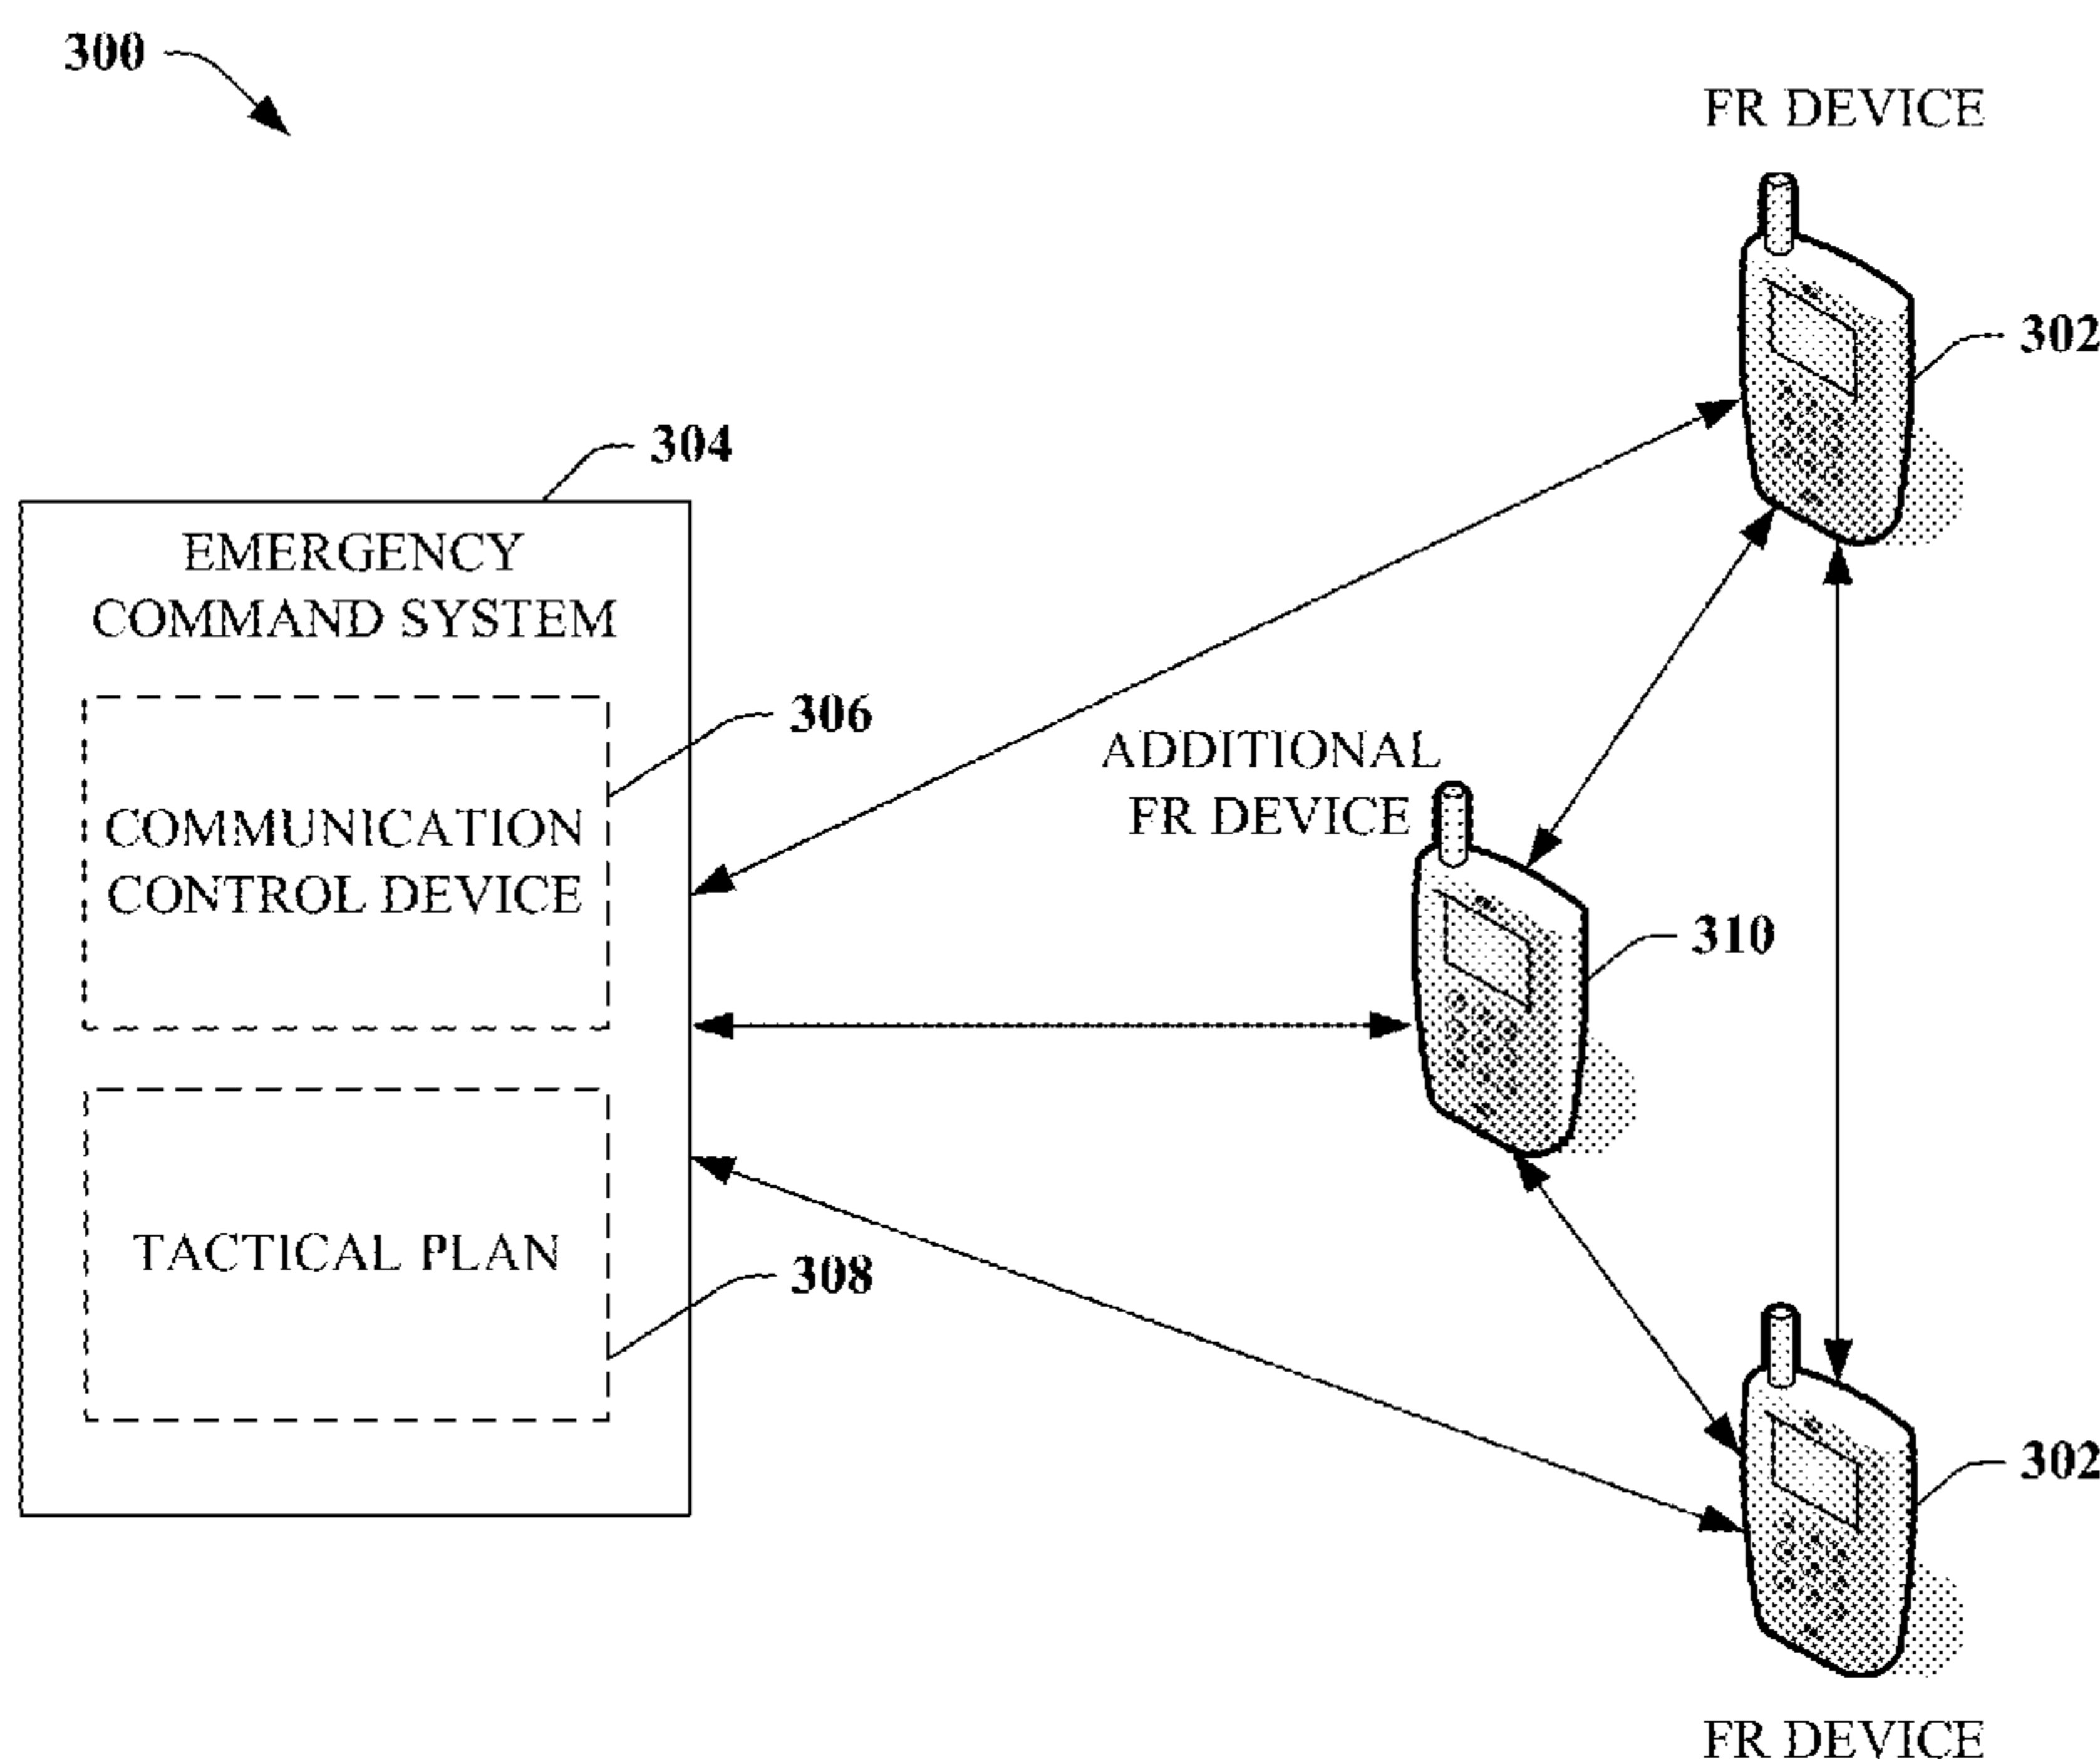 300
FR DEVICE
302
304
EMERGENCY
COMMAND SYSTEM
306
ADDITIONAL
FR DEVICE
COMMUNICATION
CONTROL DEVICE
310
TACTICAL PLAN
308
302
FR DEVICE